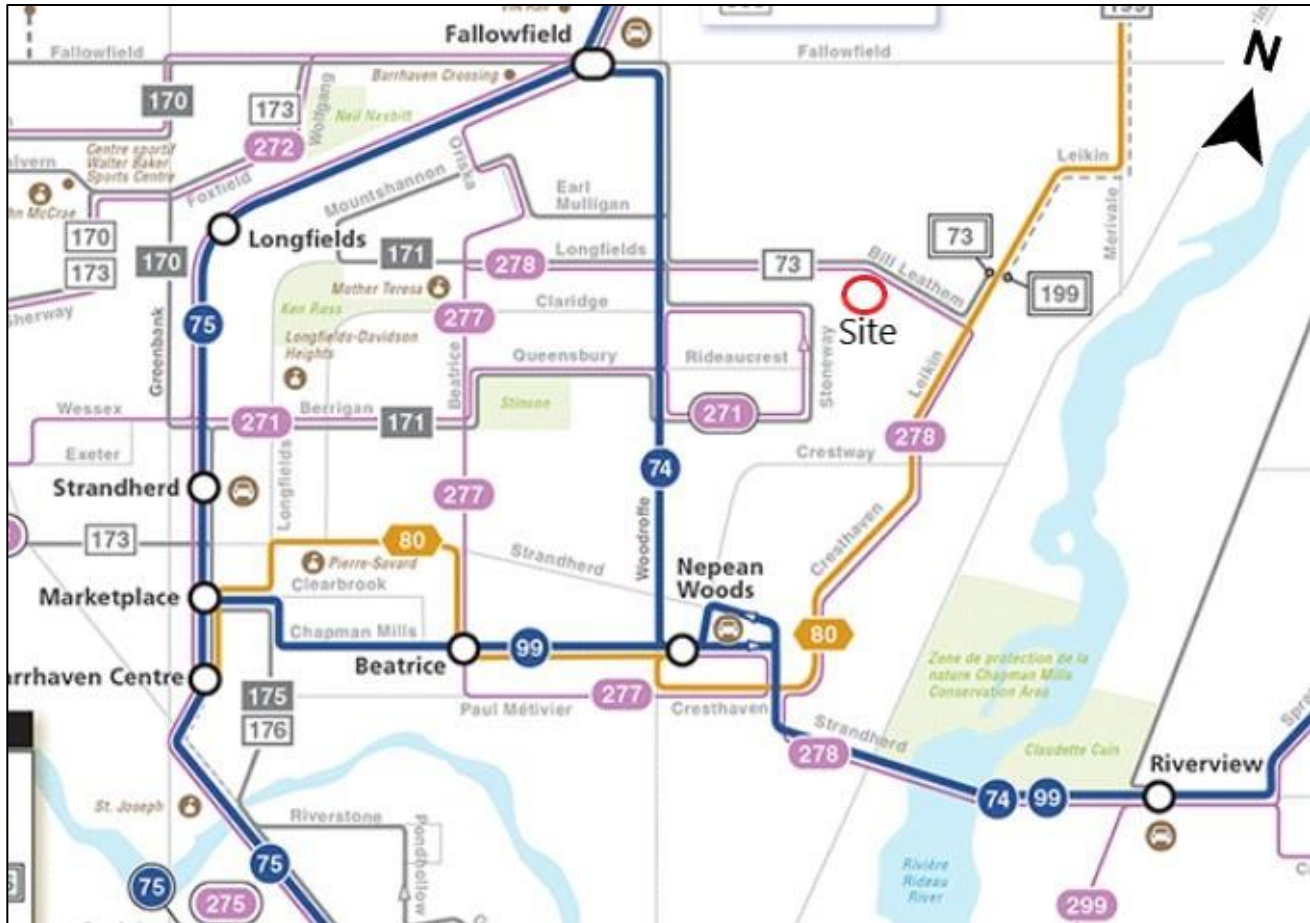 Fallowfield
N
Fallowfield
Fallowfield
Barrhaven Crossing
170
173
Wolfgang
Neil Nesbitt
272
Centre sportif
Walter Baker
Sports Centre
Foxfield
Oriska
Leikin
Merivale
Mountshannon
Earl
Mulligan
170
173
Longfields
170
171
278
Longfields
73
Bill Leathem
73
199
Site
Mother Teresa
Ken Ross
Claridge
277
75
Greenbank
Longfields-Davidson
Heights
Beatrice
Queensbury
Rideaucrest
Stoneway
Leikin
Wessex
271
Berrigan
171
Stinson
271
278
Exeter
Longfields
Crestway
Strandherd
277
74
Woodroffe
173
80
Pierre-Savard
Strandherd
Nepean
Woods
Cresthaven
Marketplace
Clearbrook
Chapman Mills
Beatrice
99
80
Zone de protection de la
nature Chapman Mills
Conservation Area
175
176
Paul Métivier
277
Cresthaven
278
Strandherd
Claudette Cain
Riverview
74
99
St. Joseph
Riverstone
Pondhollow
75
75
275
Rivière
Rideau
River
299